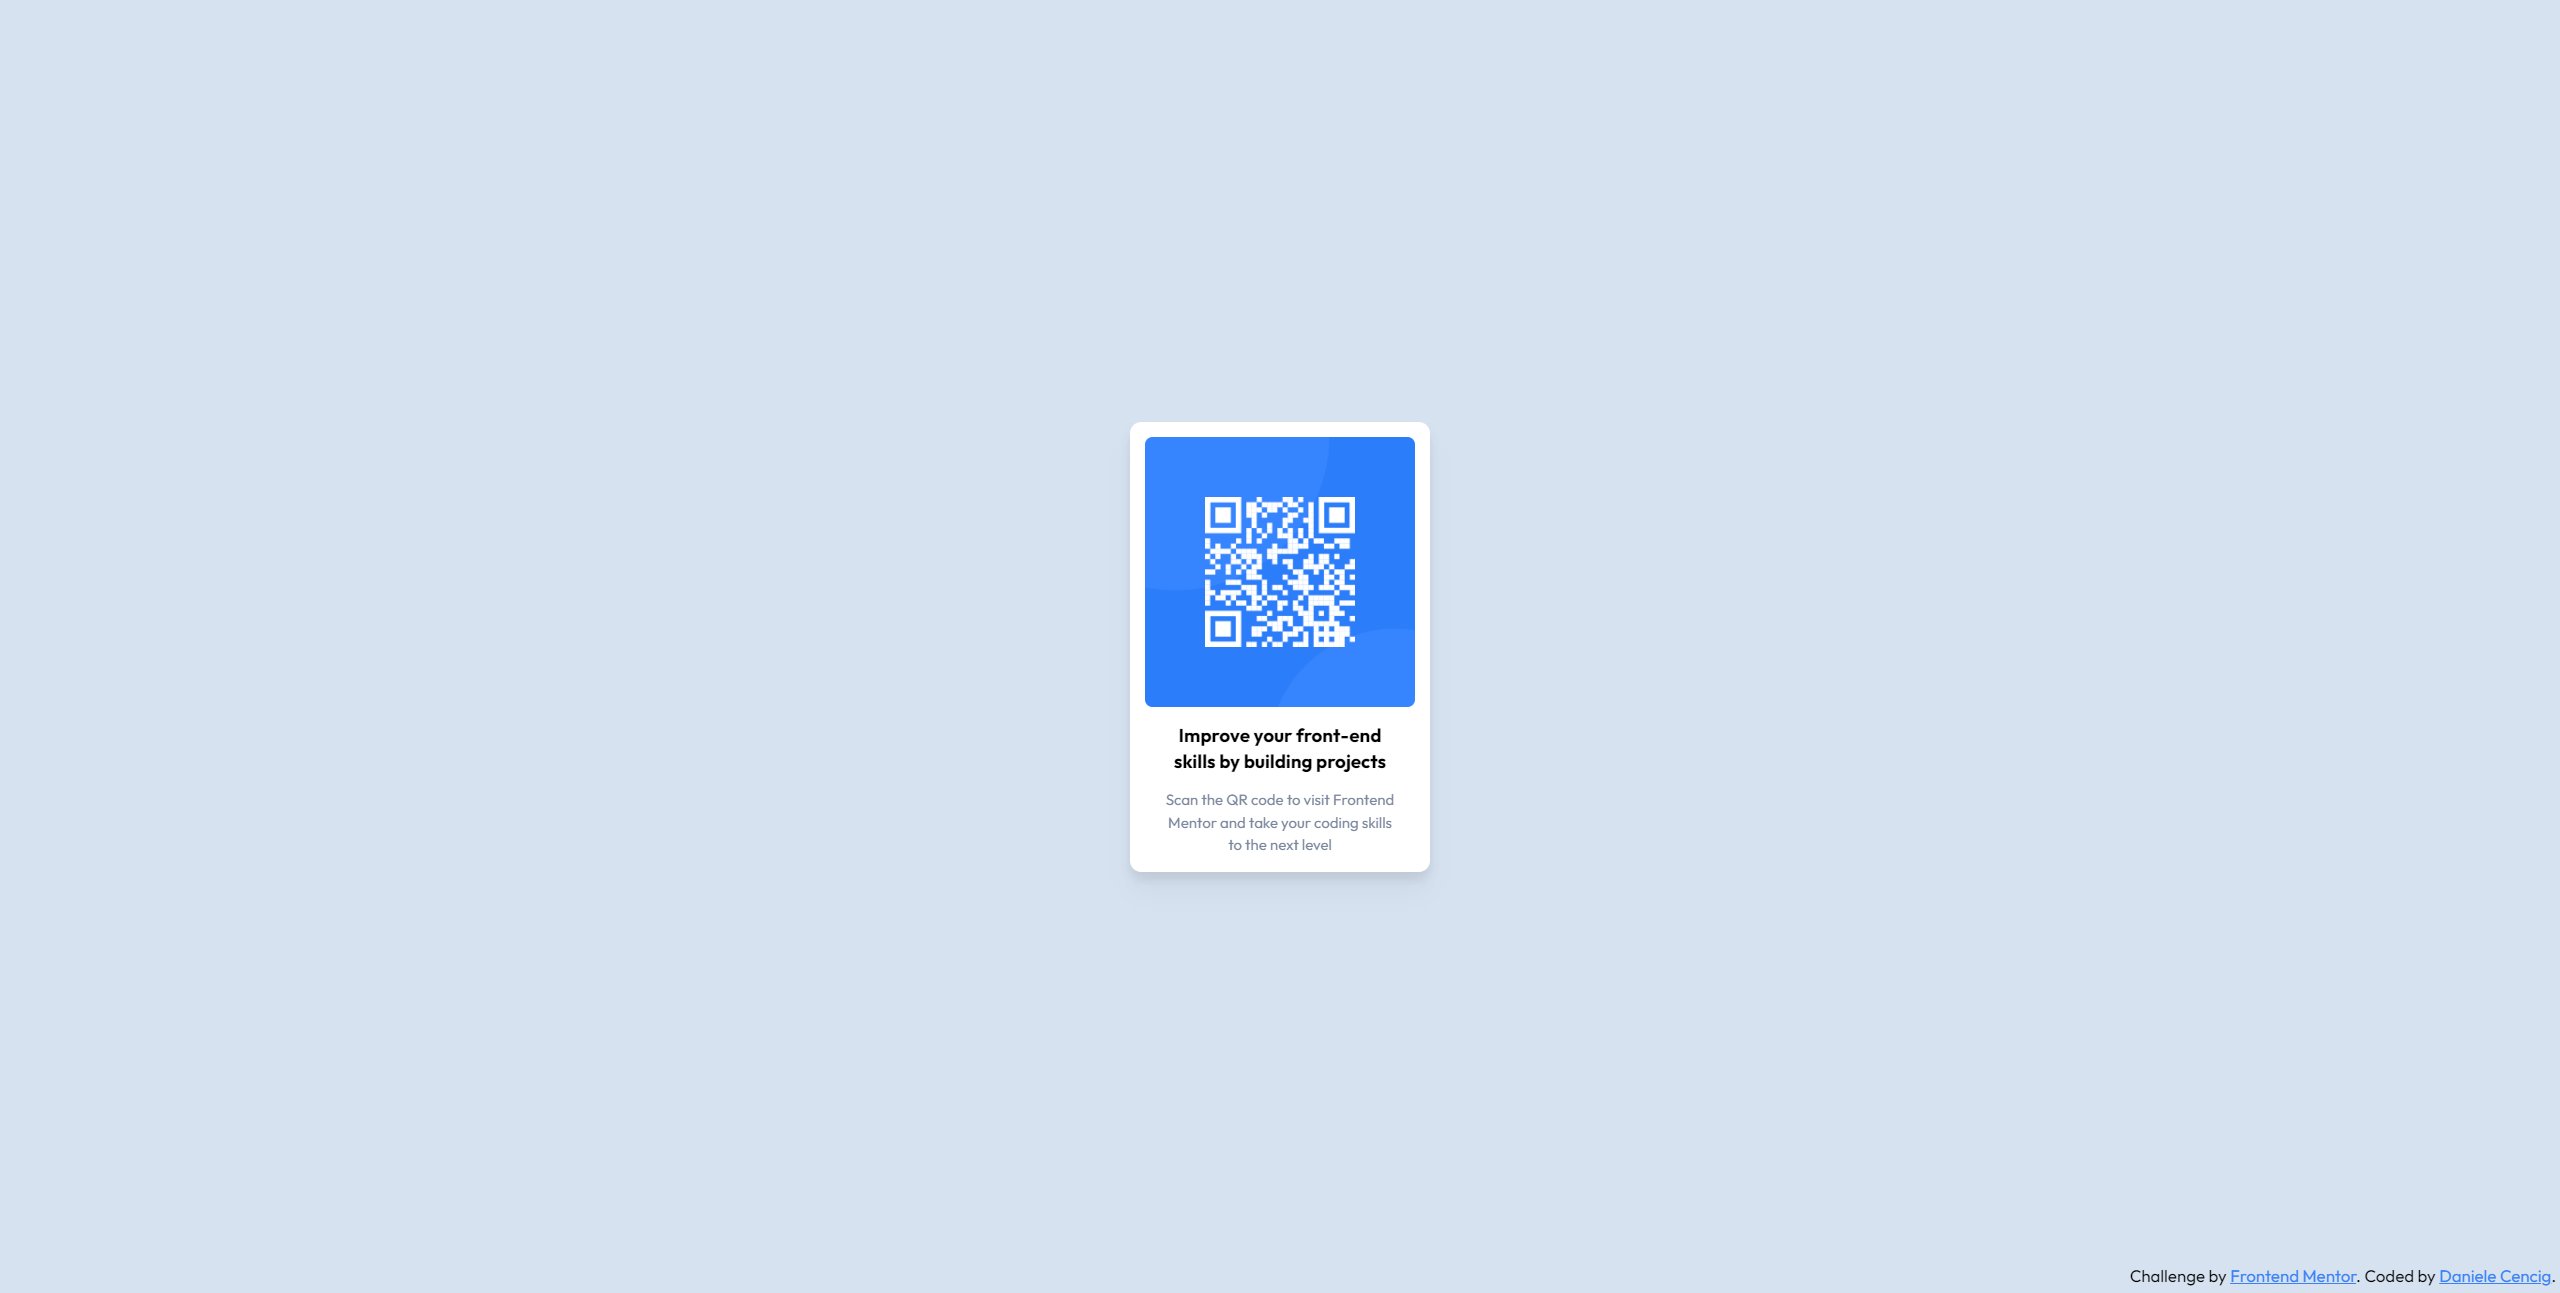 Improve your front-end
skills by building projects
Scan the QR code to visit Frontend
Mentor and take your coding skills
to the next level
Challenge by Frontend Mentor. Coded by Daniele Cencig.